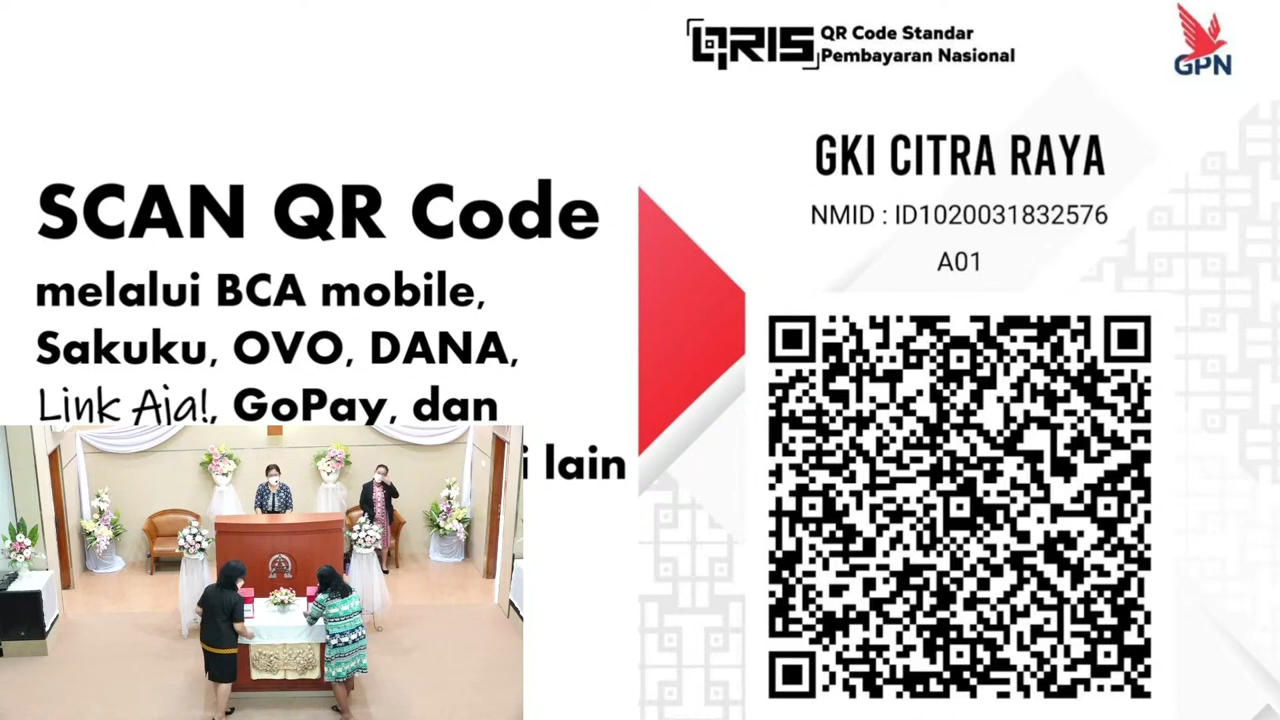 SCAN QR Code
melalui BCA mobile,
Sakuku, OVO, DANA,
Link Aja!, GoPay, dan
lain
QRIS
QR Code Standar
Pembayaran Nasional
GPN
GKI CITRA RAYA
NMID : ID1020031832576
A01